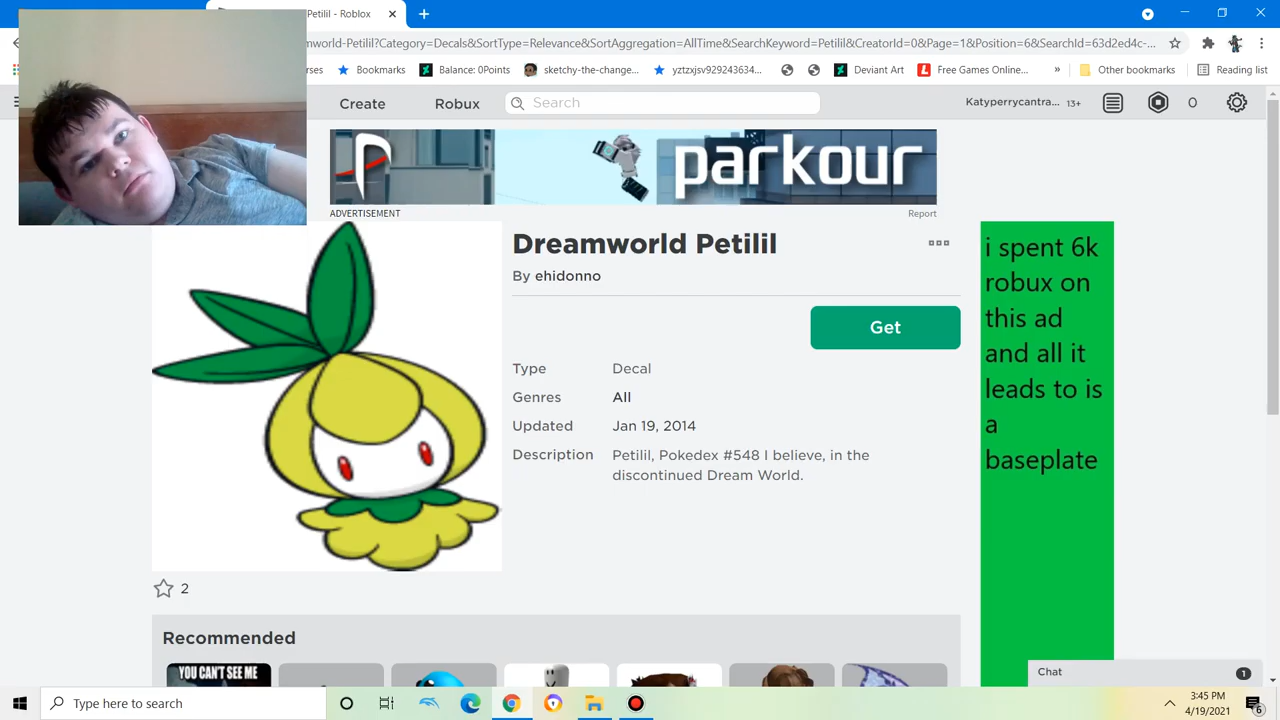 Petilil - Roblox
mworld-Petilil?Category=Decals&SortType=Relevance&SortAggregation=AllTime&SearchKeyword=Petilil&CreatorId=0&Page=1&Position=6&SearchId=63d2ed4c-...
rses Bookmarks Balance: 0Points sketchy-the-change... yztzxjsv929243634... Deviant Art Free Games Online... » Other bookmarks Reading list
Create Robux Search Katyperrycantra... 13+ 0
parkour
ADVERTISEMENT Report
Dreamworld Petilil
By ehidonno
Get
Type Decal
Genres All
Updated Jan 19, 2014
Description Petilil, Pokedex #548 I believe, in the
discontinued Dream World.
i spent 6k
robux on
this ad
and all it
leads to is
a
baseplate
2
Recommended
YOU CAN'T SEE ME
Chat 1
Type here to search
3:45 PM
4/19/2021
6